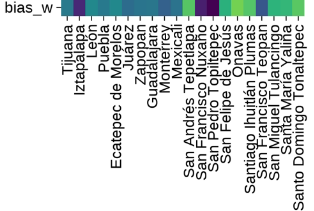 bias_w
Tijuana
Iztapalapa
León
Puebla
Ecatepec de Morelos
Juárez
Zapopan
Guadalajara
Monterrey
Mexicali
San Andrés Tepetlapa
San Francisco Nuxaño
San Pedro Topiltepec
San Felipe de Jesús
Onavas
Santiago Ihuitlán Plumas
San Francisco Teopan
San Miguel Tulancingo
Santa María Yalina
Santo Domingo Tonaltepec